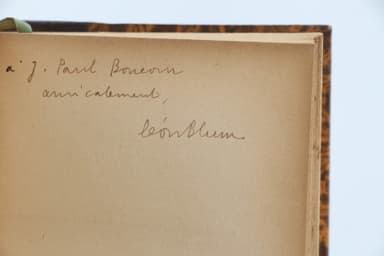 à J. Paul Boncour
amicalement,
Léon Blum